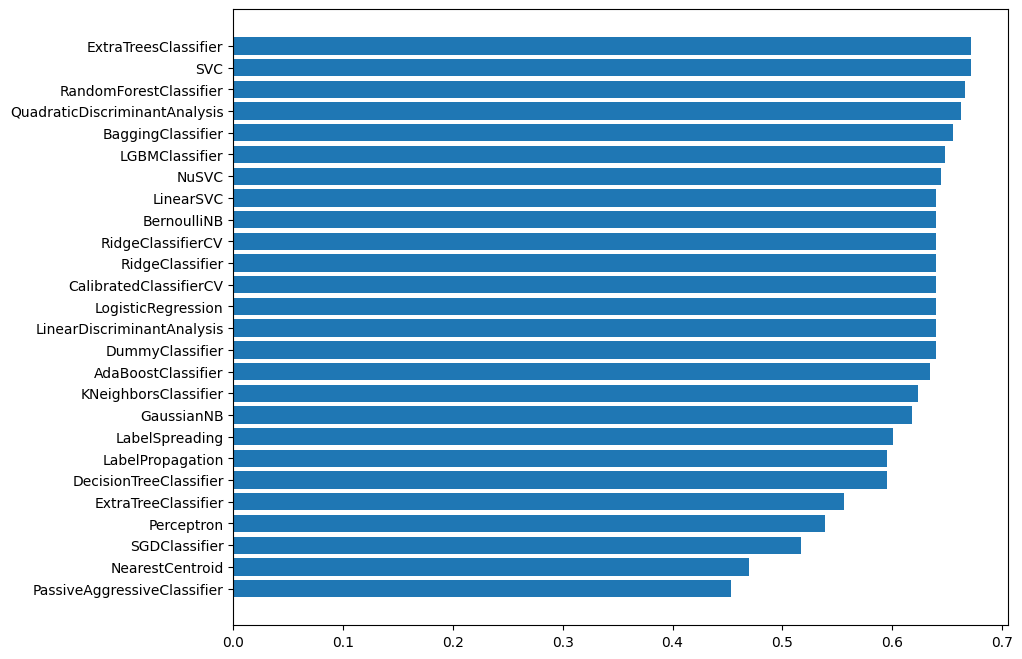 ExtraTreesClassifier
SVC
RandomForestClassifier
QuadraticDiscriminantAnalysis
BaggingClassifier
LGBMClassifier
NuSVC
LinearSVC
BernoulliNB
RidgeClassifierCV
RidgeClassifier
CalibratedClassifierCV
LogisticRegression
LinearDiscriminantAnalysis
DummyClassifier
AdaBoostClassifier
KNeighborsClassifier
GaussianNB
LabelSpreading
LabelPropagation
DecisionTreeClassifier
ExtraTreeClassifier
Perceptron
SGDClassifier
NearestCentroid
PassiveAggressiveClassifier
0.0 0.1 0.2 0.3 0.4 0.5 0.6 0.7